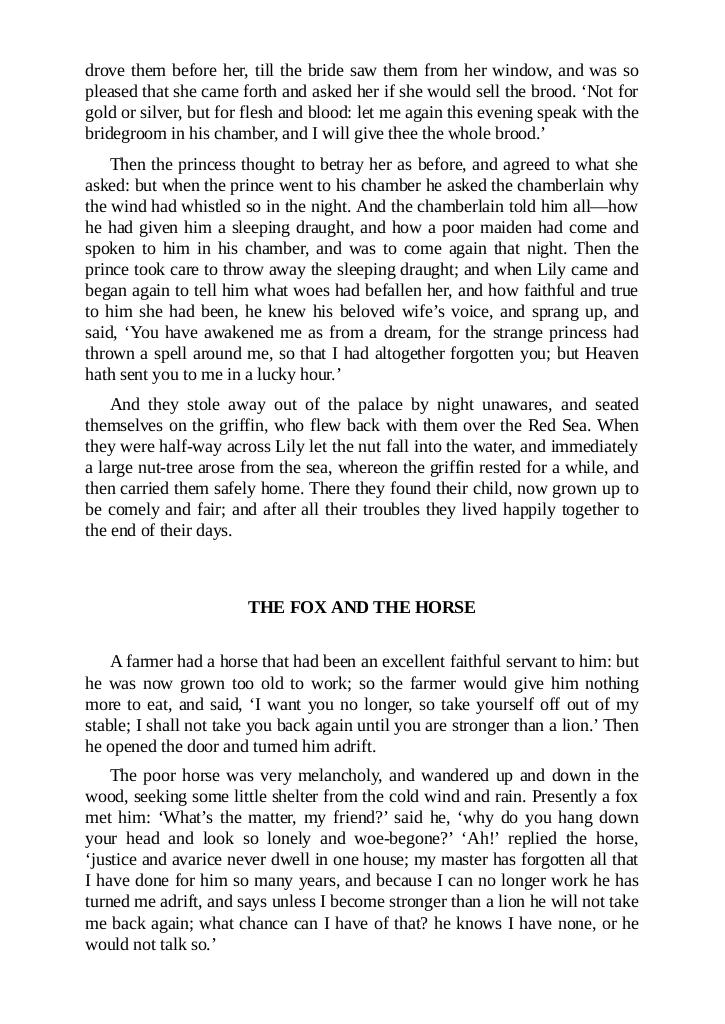 drove them before her, till the bride saw them from her window, and was so
pleased that she came forth and asked her if she would sell the brood. ‘Not for
gold or silver, but for flesh and blood: let me again this evening speak with the
bridegroom in his chamber, and I will give thee the whole brood.’
Then the princess thought to betray her as before, and agreed to what she
asked: but when the prince went to his chamber he asked the chamberlain why
the wind had whistled so in the night. And the chamberlain told him all—how
he had given him a sleeping draught, and how a poor maiden had come and
spoken to him in his chamber, and was to come again that night. Then the
prince took care to throw away the sleeping draught; and when Lily came and
began again to tell him what woes had befallen her, and how faithful and true
to him she had been, he knew his beloved wife’s voice, and sprang up, and
said, ‘You have awakened me as from a dream, for the strange princess had
thrown a spell around me, so that I had altogether forgotten you; but Heaven
hath sent you to me in a lucky hour.’
And they stole away out of the palace by night unawares, and seated
themselves on the griffin, who flew back with them over the Red Sea. When
they were half-way across Lily let the nut fall into the water, and immediately
a large nut-tree arose from the sea, whereon the griffin rested for a while, and
then carried them safely home. There they found their child, now grown up to
be comely and fair; and after all their troubles they lived happily together to
the end of their days.
THE FOX AND THE HORSE
A farmer had a horse that had been an excellent faithful servant to him: but
he was now grown too old to work; so the farmer would give him nothing
more to eat, and said, ‘I want you no longer, so take yourself off out of my
stable; I shall not take you back again until you are stronger than a lion.’ Then
he opened the door and turned him adrift.
The poor horse was very melancholy, and wandered up and down in the
wood, seeking some little shelter from the cold wind and rain. Presently a fox
met him: ‘What’s the matter, my friend?’ said he, ‘why do you hang down
your head and look so lonely and woe-begone?’ ‘Ah!’ replied the horse,
‘justice and avarice never dwell in one house; my master has forgotten all that
I have done for him so many years, and because I can no longer work he has
turned me adrift, and says unless I become stronger than a lion he will not take
me back again; what chance can I have of that? he knows I have none, or he
would not talk so.’